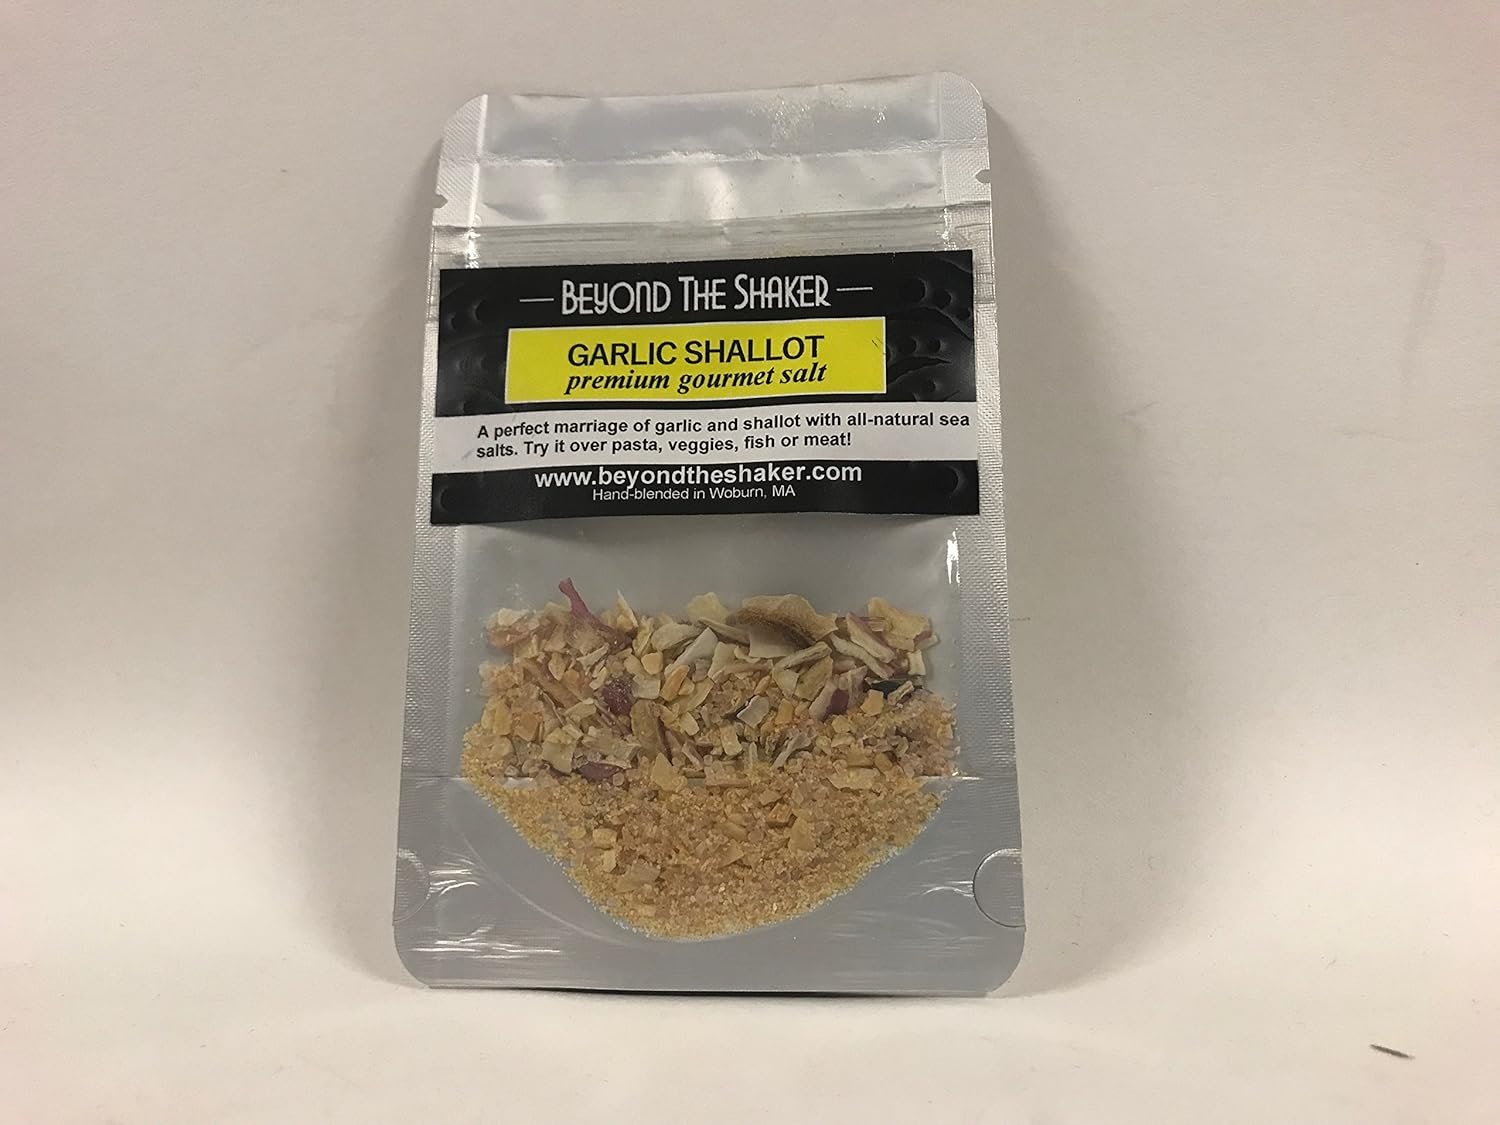 BEYOND THE SHAKER
GARLIC SHALLOT
premium gourmet salt
A perfect marriage of garlic and shallot with all-natural sea
salts. Try it over pasta, veggies, fish or meat!
www.beyondtheshaker.com
Hand-blended in Woburn, MA